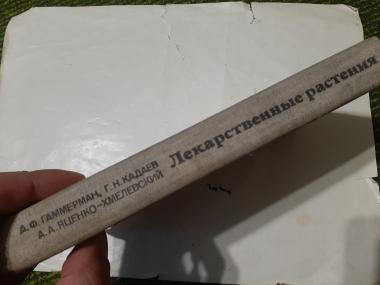 А.Ф. ГАММЕРМАН, Г.Н. КАДАЕВ
А.А. ЯЦЕНКО-ХМЕЛЕВСКИЙ
Лекарственные растения